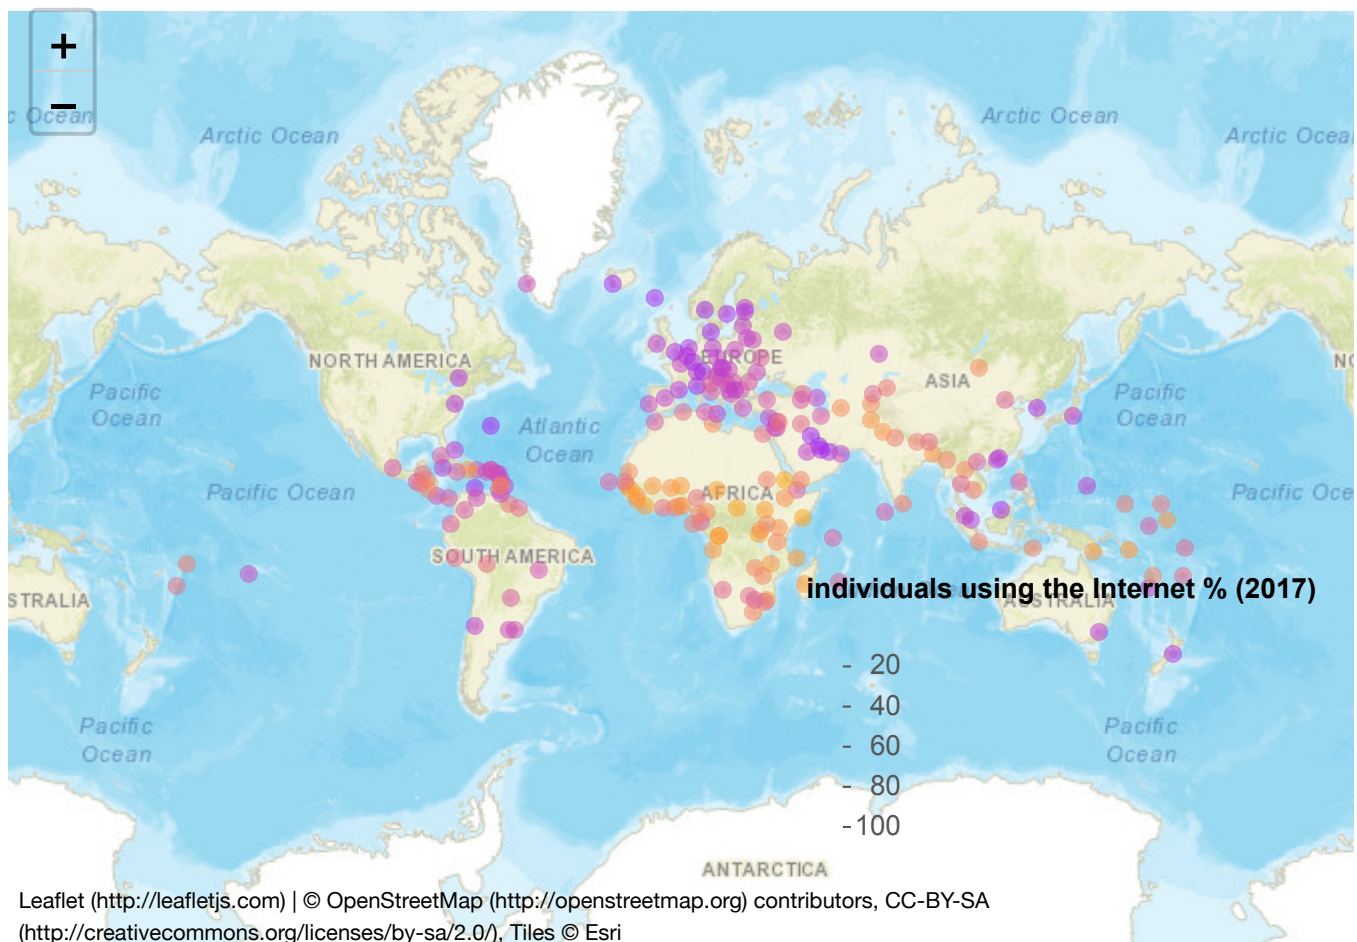 +
−
c Ocean
Arctic Ocean
Arctic Ocean
Arctic Ocea
NORTH AMERICA
EUROPE
ASIA
NO
Pacific
Ocean
Atlantic
Ocean
Pacific
Ocean
Pacific Ocean
AFRICA
Pacific Oce
SOUTH AMERICA
STRALIA
AUSTRALIA
individuals using the Internet % (2017)
- 20
- 40
- 60
- 80
-100
Pacific
Ocean
Pacific
Ocean
ANTARCTICA
Leaflet (http://leafletjs.com) | © OpenStreetMap (http://openstreetmap.org) contributors, CC-BY-SA
(http://creativecommons.org/licenses/by-sa/2.0/), Tiles © Esri